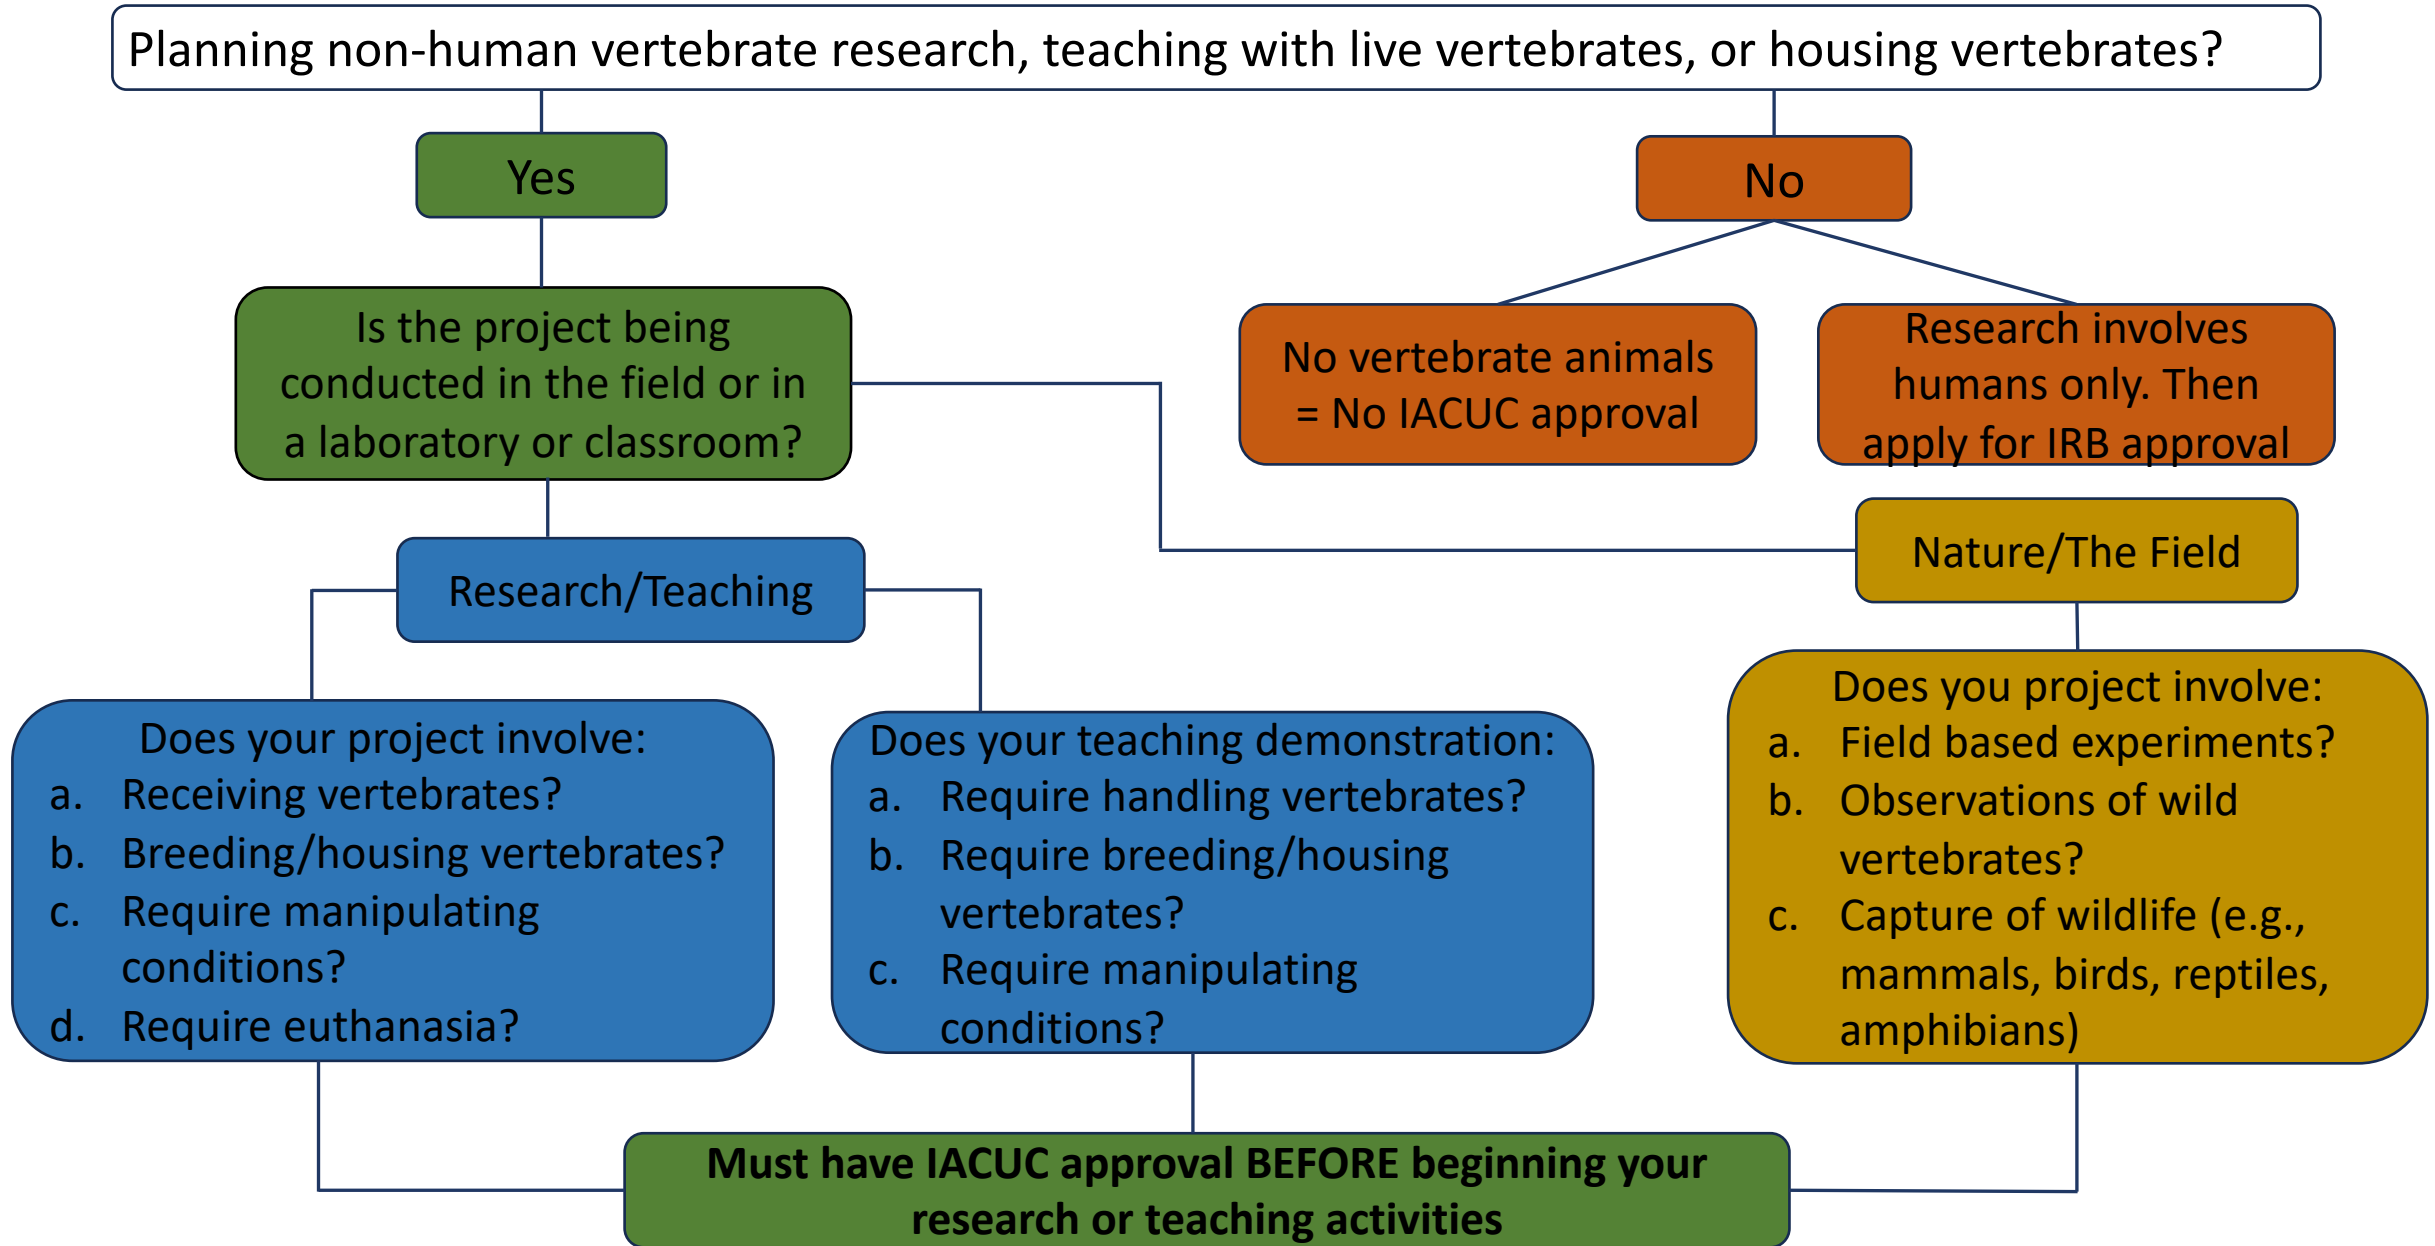 Planning non-human vertebrate research, teaching with live vertebrates, or housing vertebrates?
Yes
No
Is the project being
conducted in the field or in
a laboratory or classroom?
No vertebrate animals
= No IACUC approval
Research involves
humans only. Then
apply for IRB approval
Research/Teaching
Nature/The Field
Does your project involve:
a. Receiving vertebrates?
b. Breeding/housing vertebrates?
c. Require manipulating
conditions?
d. Require euthanasia?
Does your teaching demonstration:
a. Require handling vertebrates?
b. Require breeding/housing
vertebrates?
c. Require manipulating
conditions?
Does you project involve:
a. Field based experiments?
b. Observations of wild
vertebrates?
c. Capture of wildlife (e.g.,
mammals, birds, reptiles,
amphibians)
Must have IACUC approval BEFORE beginning your
research or teaching activities